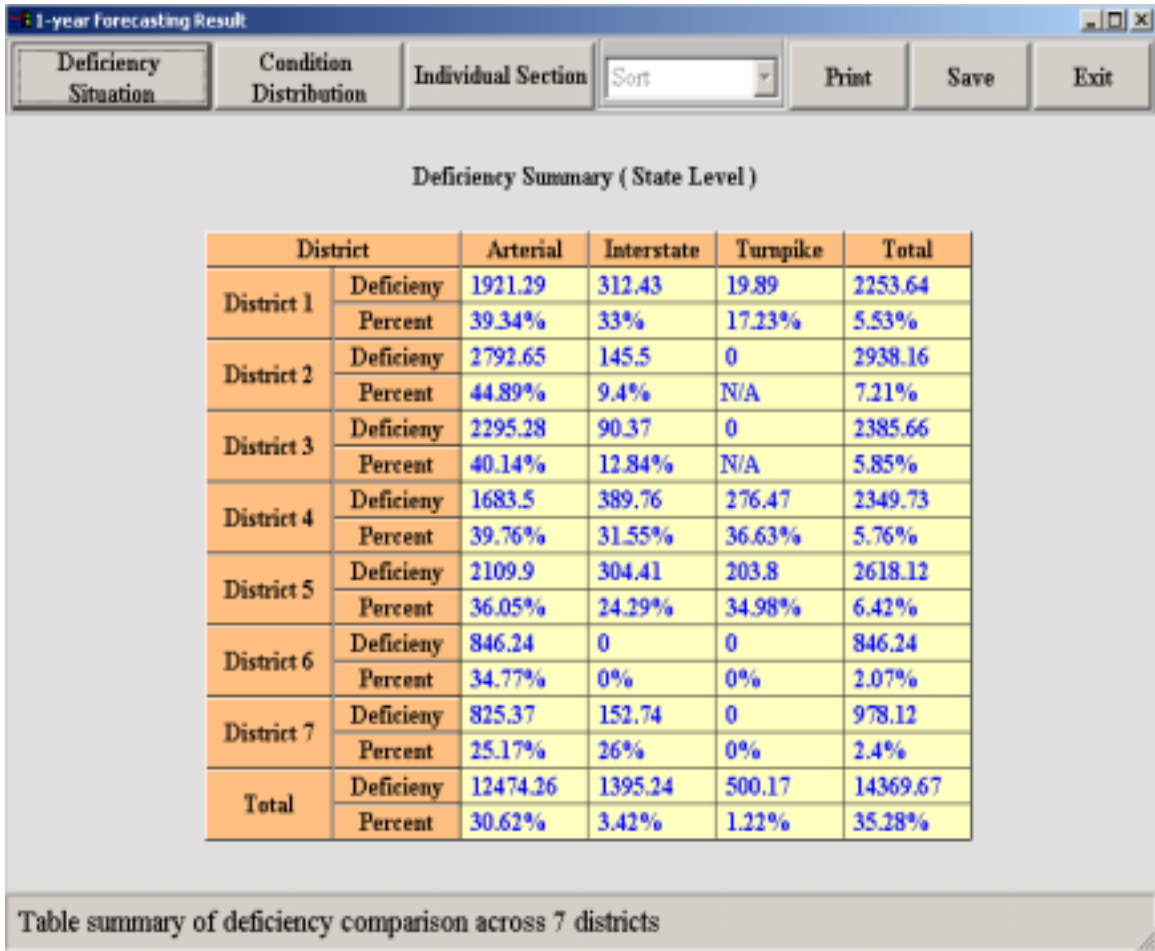 1-year Forecasting Result
Deficiency Situation Condition Distribution Individual Section Sort Print Save Exit
Deficiency Summary ( State Level )
District Arterial Interstate Turnpike Total
District 1 Deficieny 1921.29 312.43 19.89 2253.64
Percent 39.34% 33% 17.23% 5.53%
District 2 Deficieny 2792.65 145.5 0 2938.16
Percent 44.89% 9.4% N/A 7.21%
District 3 Deficieny 2295.28 90.37 0 2385.66
Percent 40.14% 12.84% N/A 5.85%
District 4 Deficieny 1683.5 389.76 276.47 2349.73
Percent 39.76% 31.55% 36.63% 5.76%
District 5 Deficieny 2109.9 304.41 203.8 2618.12
Percent 36.05% 24.29% 34.98% 6.42%
District 6 Deficieny 846.24 0 0 846.24
Percent 34.77% 0% 0% 2.07%
District 7 Deficieny 825.37 152.74 0 978.12
Percent 25.17% 26% 0% 2.4%
Total Deficieny 12474.26 1395.24 500.17 14369.67
Percent 30.62% 3.42% 1.22% 35.28%
Table summary of deficiency comparison across 7 districts